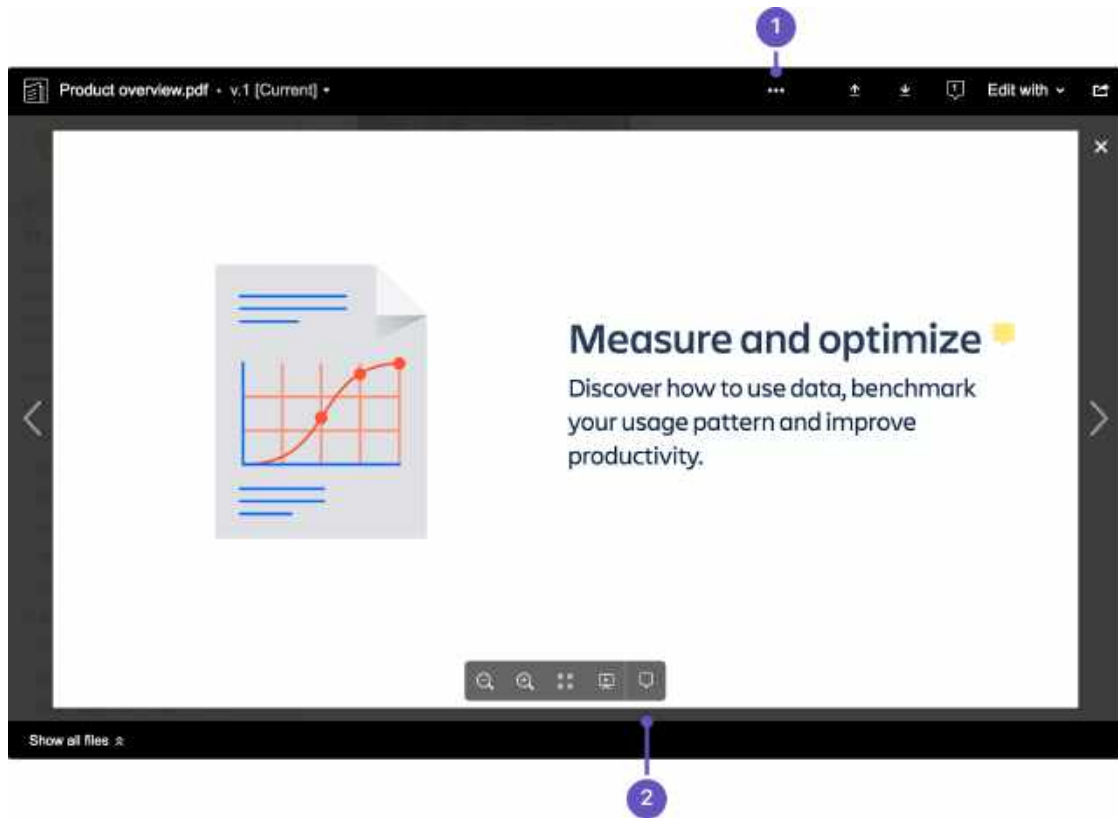 1
Product overview.pdf • v.1 [Current]
Edit with
Measure and optimize
Discover how to use data, benchmark
your usage pattern and improve
productivity.
Show all files
2